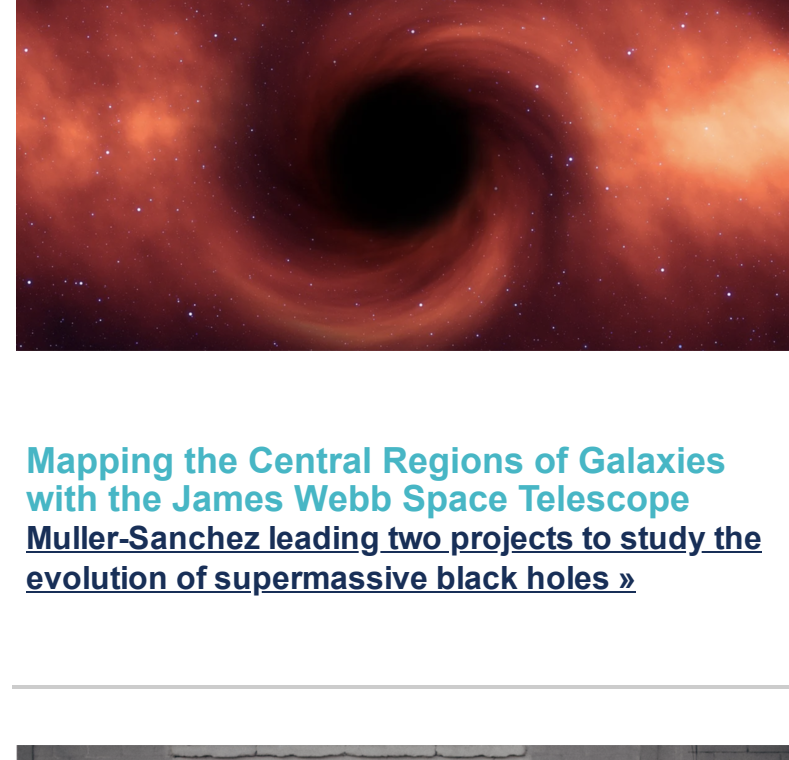 Mapping the Central Regions of Galaxies
with the James Webb Space Telescope
Muller-Sanchez leading two projects to study the
evolution of supermassive black holes »